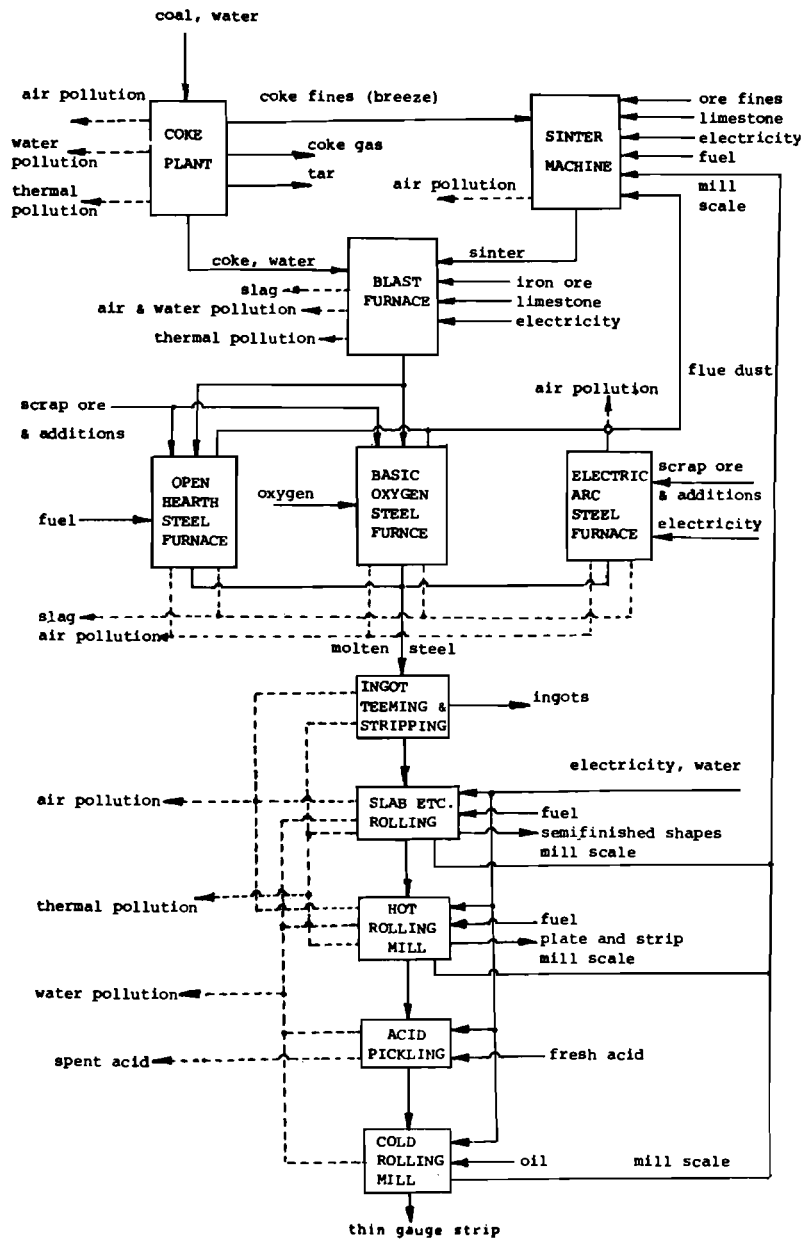 coal, water
air pollution
coke fines (breeze)
ore fines
limestone
COKE
PLANT
SINTER
MACHINE
electricity
water
pollution
coke gas
fuel
tar
thermal
pollution
air pollution
mill
scale
coke, water
sinter
BLAST
FURNACE
slag
iron ore
air & water pollution
limestone
thermal pollution
electricity
flue dust
air pollution
scrap ore
& additions
OPEN
HEARTH
STEEL
FURNACE
BASIC
OXYGEN
STEEL
FURNCE
ELECTRIC
ARC
STEEL
FURNACE
scrap ore
& additions
oxygen
fuel
electricity
slag
air pollution
molten steel
INGOT
TEEMING &
STRIPPING
ingots
electricity, water
air pollution
SLAB ETC.
ROLLING
fuel
semifinished shapes
mill scale
thermal pollution
HOT
ROLLING
MILL
fuel
plate and strip
mill scale
water pollution
ACID
PICKLING
spent acid
fresh acid
COLD
ROLLING
MILL
oil
mill scale
thin gauge strip